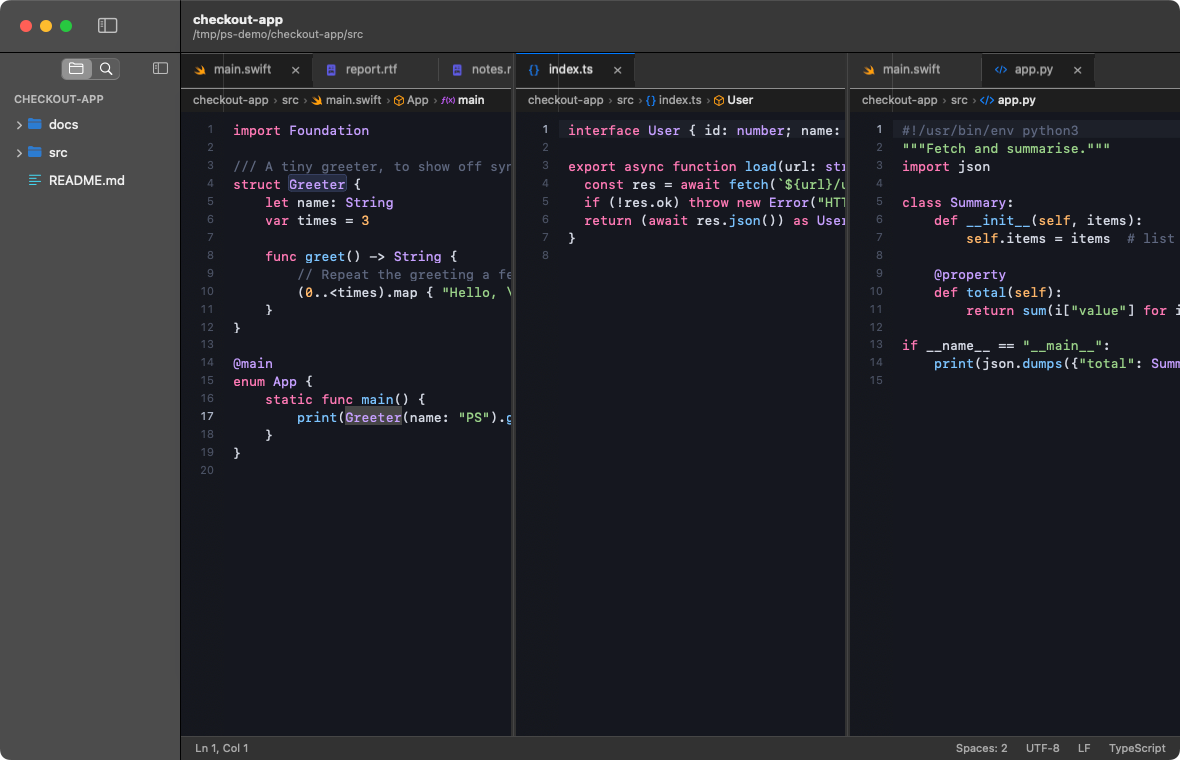 checkout-app
/tmp/ps-demo/checkout-app/src
CHECKOUT-APP
docs
src
README.md
main.swift
report.rtf
notes.r
checkout-app › src › main.swift › App › f(x) main
1 import Foundation
2
3 /// A tiny greeter, to show off syn
4 struct Greeter {
5 let name: String
6 var times = 3
7
8 func greet() -> String {
9 // Repeat the greeting a fe
10 (0..<times).map { "Hello, \
11 }
12 }
13
14 @main
15 enum App {
16 static func main() {
17 print(Greeter(name: "PS").g
18 }
19 }
20
{} index.ts
checkout-app › src › {} index.ts › User
1 interface User { id: number; name:
2
3 export async function load(url: str
4 const res = await fetch(`${url}/u
5 if (!res.ok) throw new Error("HTT
6 return (await res.json()) as User
7 }
8
main.swift
</> app.py
checkout-app › src › </> app.py
1 #!/usr/bin/env python3
2 """Fetch and summarise."""
3 import json
4
5 class Summary:
6 def __init__(self, items):
7 self.items = items # list
8
9 @property
10 def total(self):
11 return sum(i["value"] for i
12
13 if __name__ == "__main__":
14 print(json.dumps({"total": Summ
15
Ln 1, Col 1
Spaces: 2 UTF-8 LF TypeScript